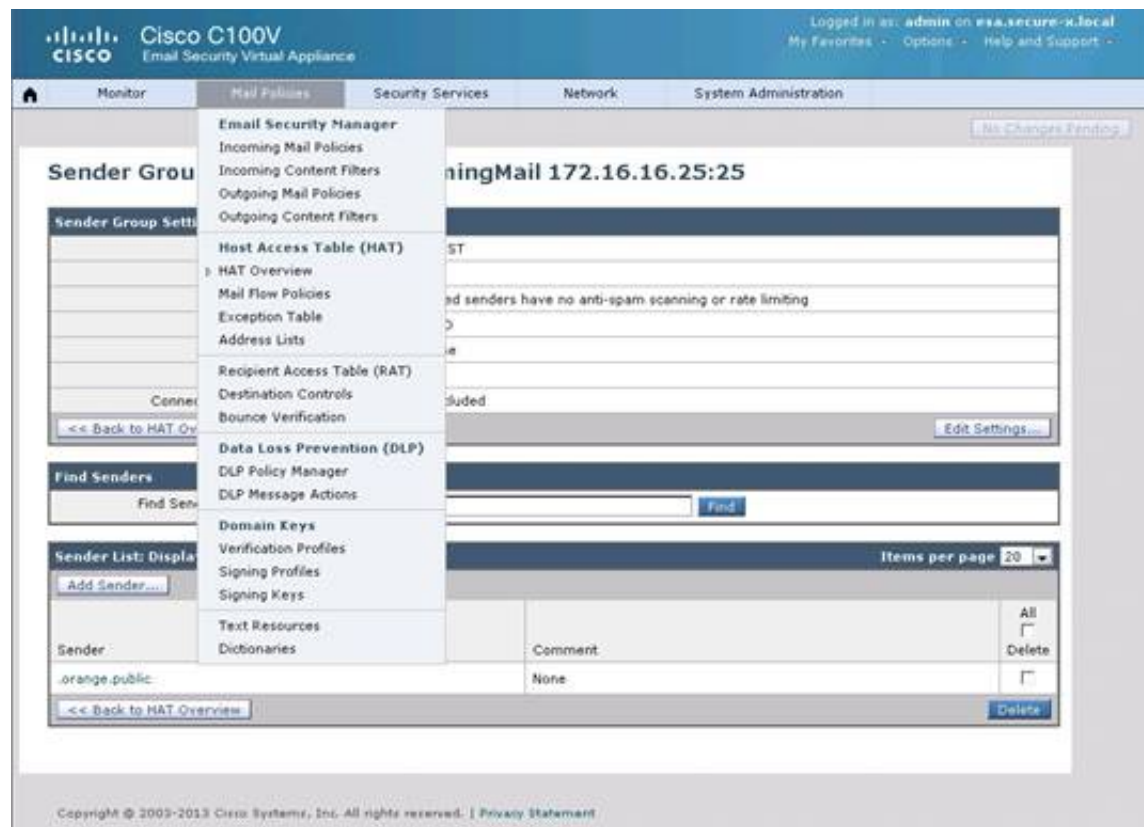 Logged in as: admin on esa.secure-x.local
CISCO
Cisco C100V
Email Security Virtual Appliance
My Favorites Options Help and Support
Monitor Mail Policies Security Services Network System Administration
No Changes Pending
Email Security Manager
Incoming Mail Policies
Incoming Content Filters
Outgoing Mail Policies
Outgoing Content Filters
Host Access Table (HAT)
HAT Overview
Mail Flow Policies
Exception Table
Address Lists
Recipient Access Table (RAT)
Destination Controls
Bounce Verification
Data Loss Prevention (DLP)
DLP Policy Manager
DLP Message Actions
Domain Keys
Verification Profiles
Signing Profiles
Signing Keys
Text Resources
Dictionaries
Sender Grou ingMail 172.16.16.25:25
Sender Group Setti
ST
ed senders have no anti-spam scanning or rate limiting
Connec luded
<< Back to HAT Ov Edit Settings...
Find Senders
Find Sen Find
Sender List: Displa Items per page 20
Add Sender...
All
Sender Comment Delete
.orange.public None
<< Back to HAT Overview Delete
Copyright © 2003-2013 Cisco Systems, Inc. All rights reserved. | Privacy Statement